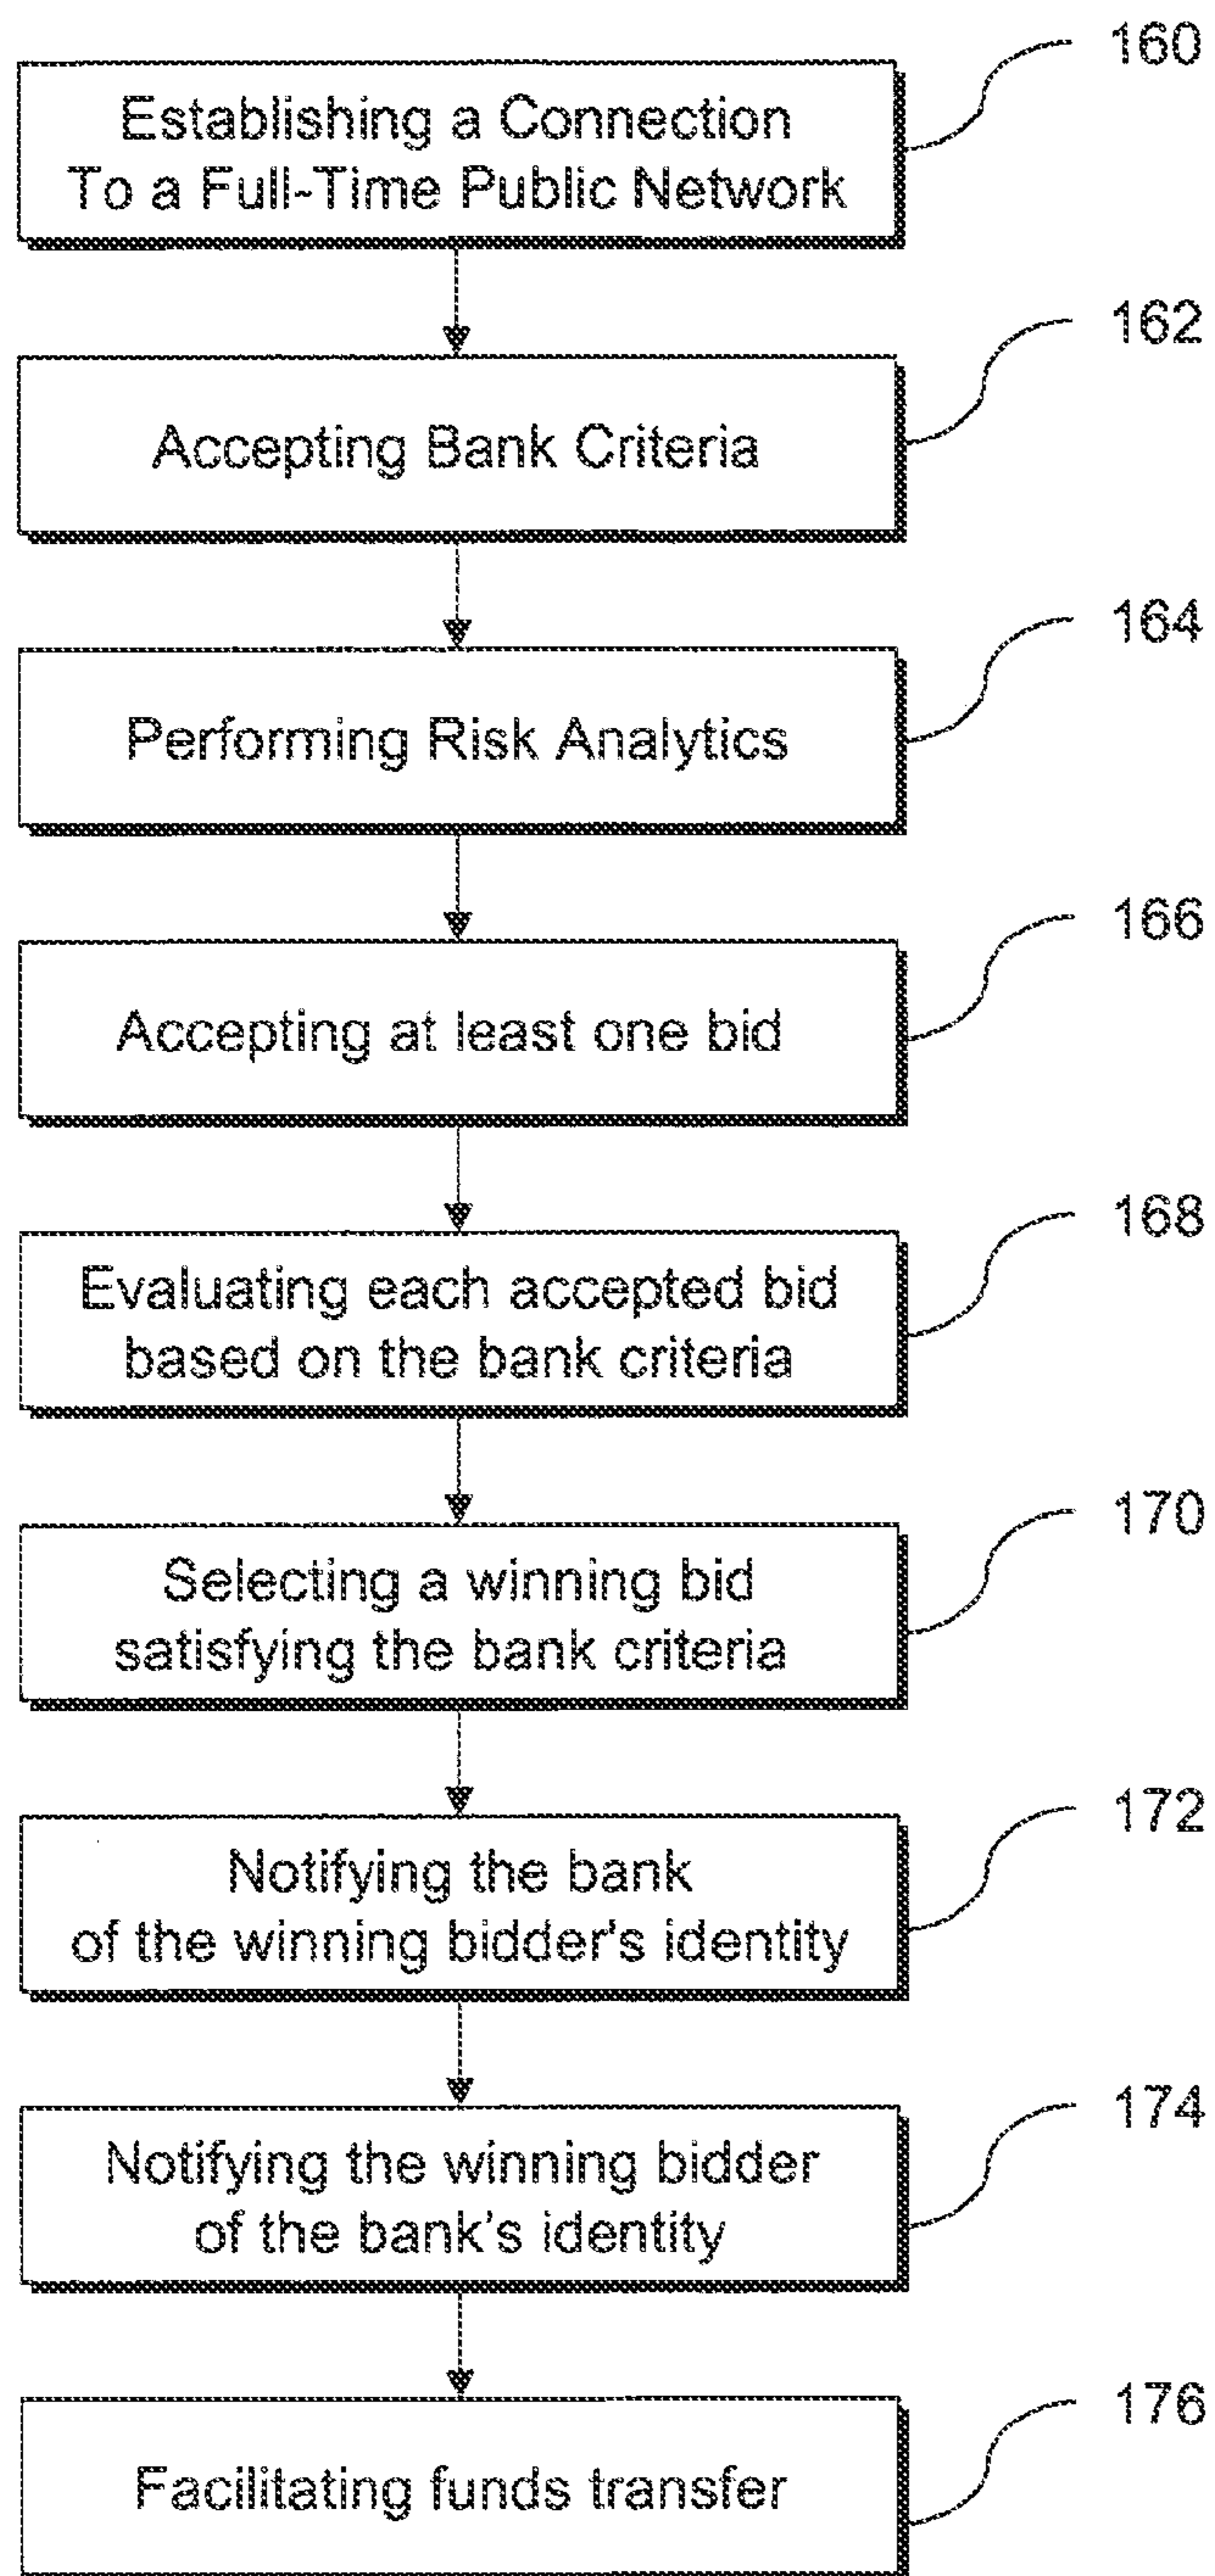 160
Establishing a Connection
To a Full-Time Public Network
162
Accepting Bank Criteria
164
Performing Risk Analytics
166
Accepting at least one bid
168
Evaluating each accepted bid
based on the bank criteria
170
Selecting a winning bid
satisfying the bank criteria
172
Notifying the bank
of the winning bidder's identity
174
Notifying the winning bidder
of the bank's identity
176
Facilitating funds transfer